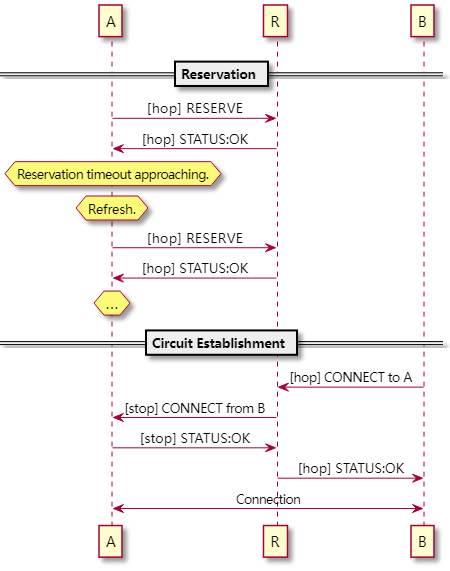 A R B
Reservation
[hop] RESERVE
[hop] STATUS:OK
Reservation timeout approaching.
Refresh.
[hop] RESERVE
[hop] STATUS:OK
...
Circuit Establishment
[hop] CONNECT to A
[stop] CONNECT from B
[stop] STATUS:OK
[hop] STATUS:OK
Connection
A R B